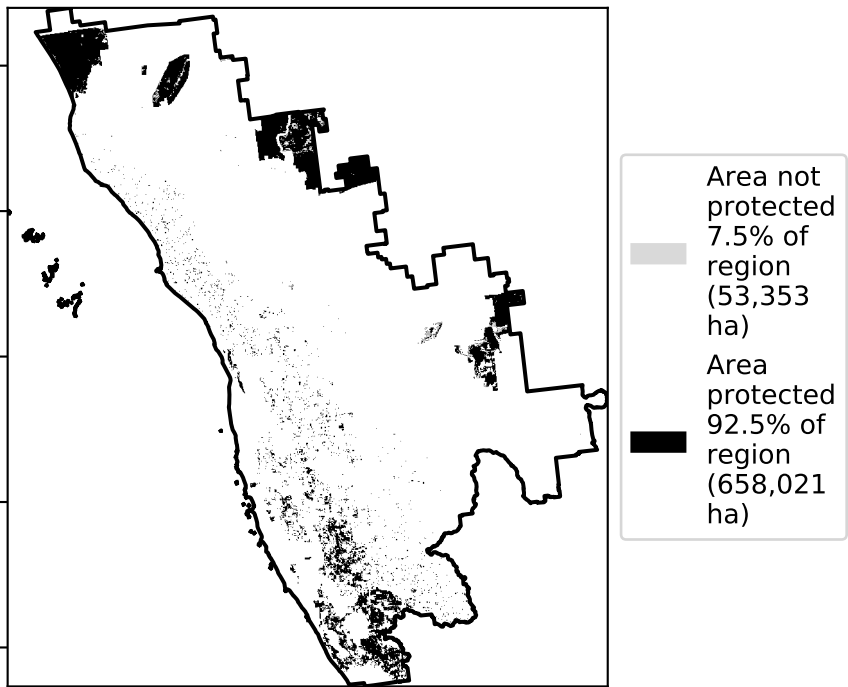 Area not
protected
7.5% of
region
(53,353
ha)
Area
protected
92.5% of
region
(658,021
ha)